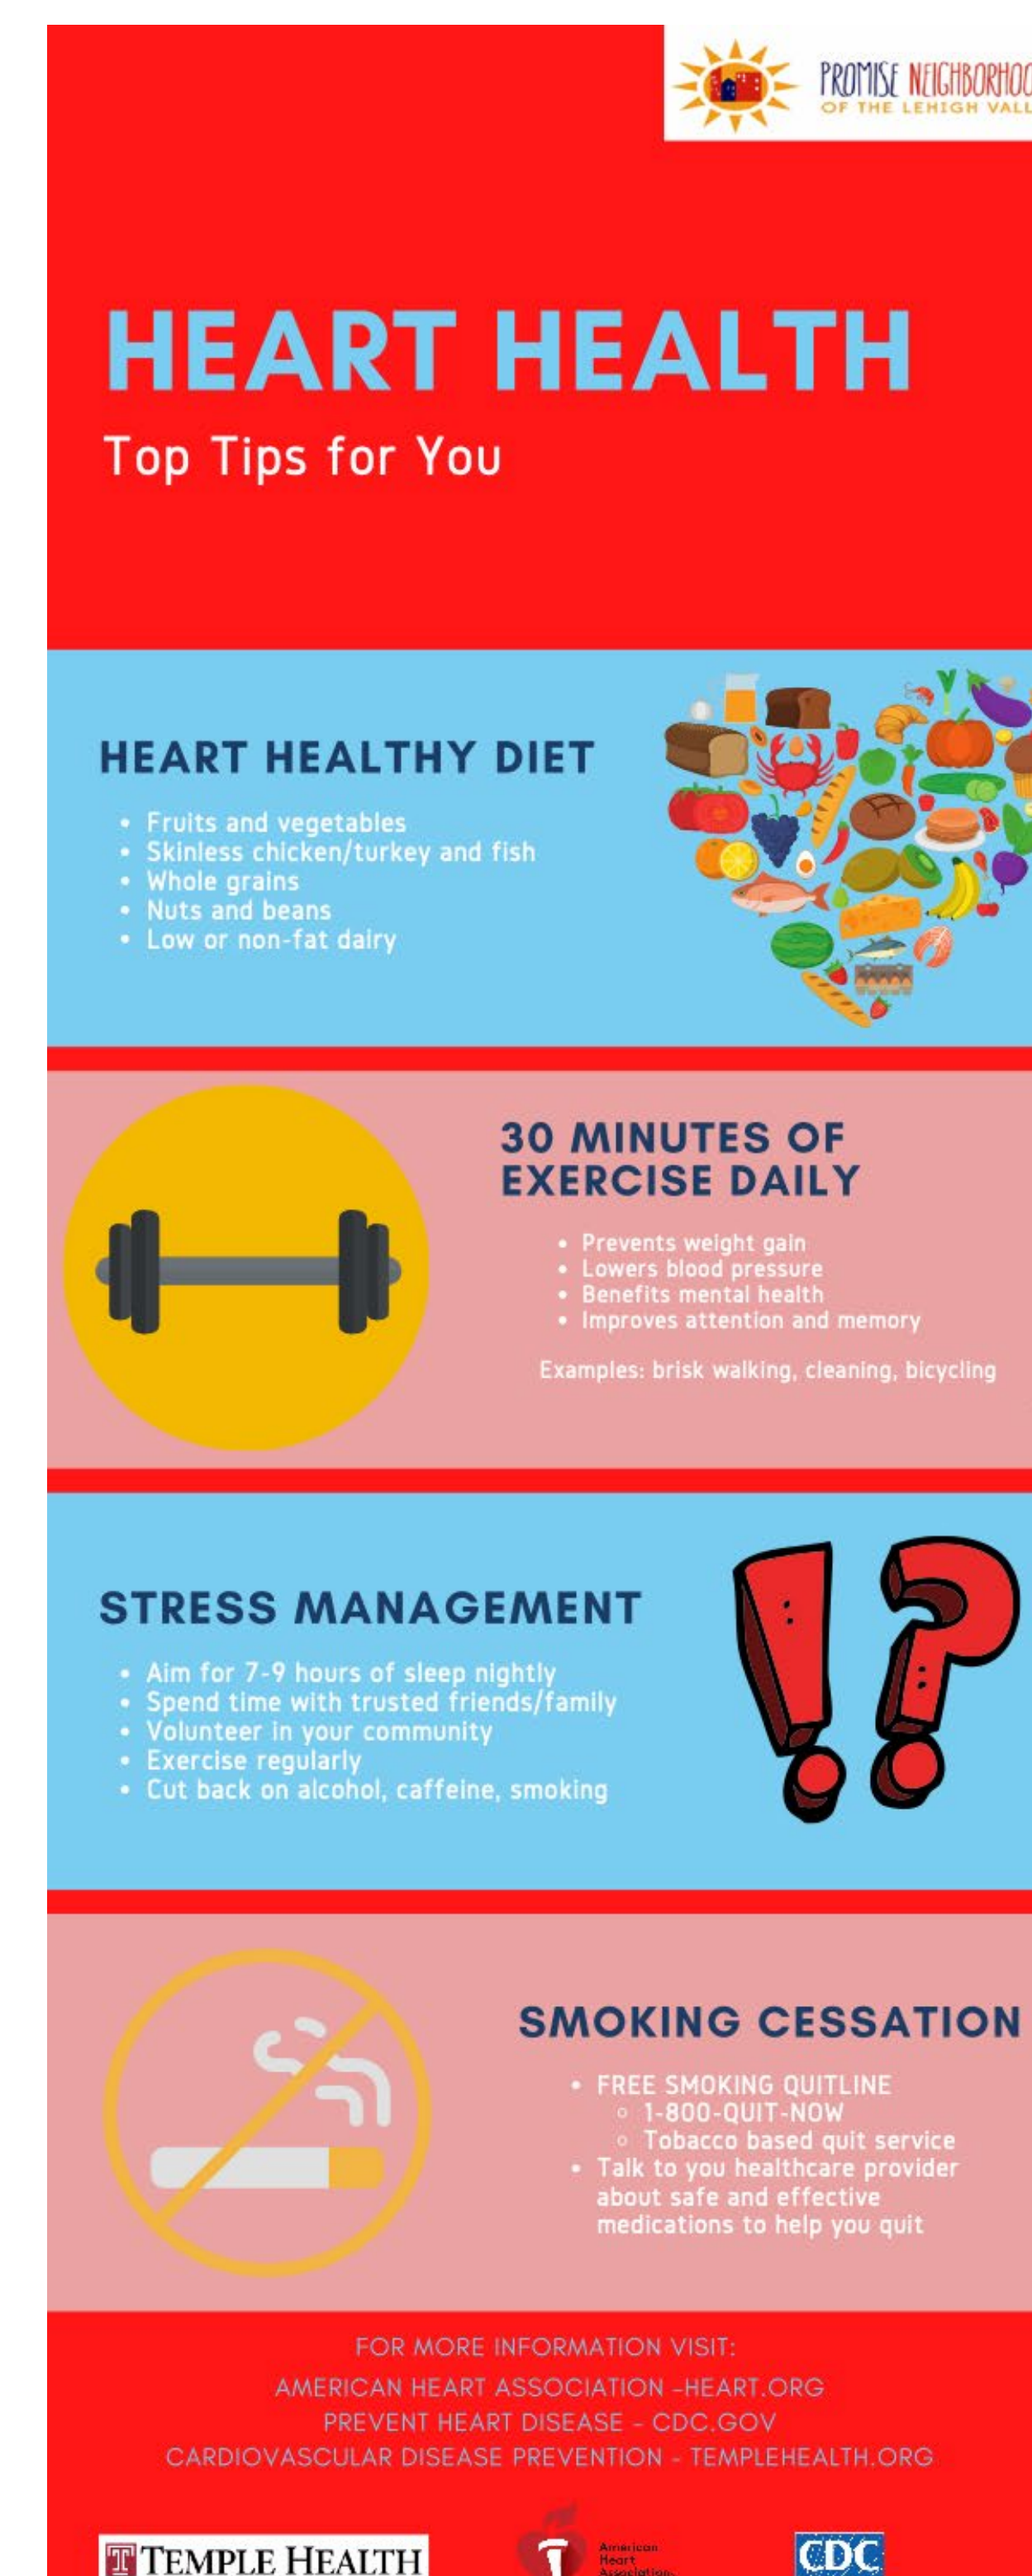 PROMISE
OF THE LEHIGH
HEART HEALTH
Top Tips for You
HEART HEALTHY DIET
• Fruits and vegetables
• Skinless chicken/turkey and fish
• Whole grains
• Nuts and beans
• Low or non-fat dairy
30 MINUTES OF
EXERCISE DAILY
• Prevents weight gain
• Lowers blood pressure
• Benefits mental health
• Improves attention and memory
Examples: brisk walking, cleaning, bicycling
STRESS MANAGEMENT
• Aim for 7-9 hours of sleep nightly
• Spend time with trusted friends/family
• Volunteer in your community
• Exercise regularly
• Cut back on alcohol, caffeine, smoking
!?
SMOKING CESSATION
• FREE SMOKING QUITLINE
◦ 1-800-QUIT-NOW
◦ Tobacco based quit service
• Talk to you healthcare provider
about safe and effective
medications to help you quit
FOR MORE INFORMATION VISIT:
AMERICAN HEART ASSOCIATION -HEART.ORG
PREVENT HEART DISEASE - CDC.GOV
CARDIOVASCULAR DISEASE PREVENTION - TEMPLEHEALTH.ORG
T TEMPLE HEALTH
American
Heart
Association
CDC